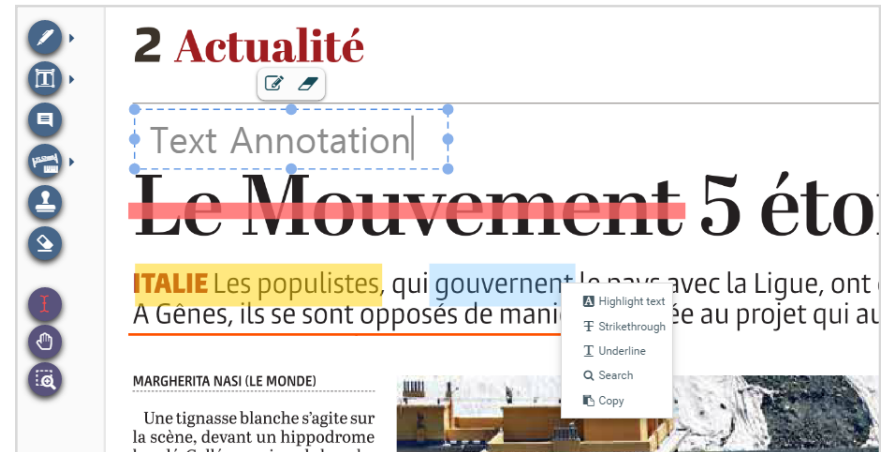 2 Actualité
Text Annotation
Le Mouvement 5 éto
ITALIE Les populistes, qui gouvernent le pays avec la Ligue, ont
A Gênes, ils se sont opposés de mani ée au projet qui au
Highlight text
Strikethrough
Underline
Search
Copy
MARGHERITA NASI (LE MONDE)
Une tignasse blanche s'agite sur
la scène, devant un hippodrome